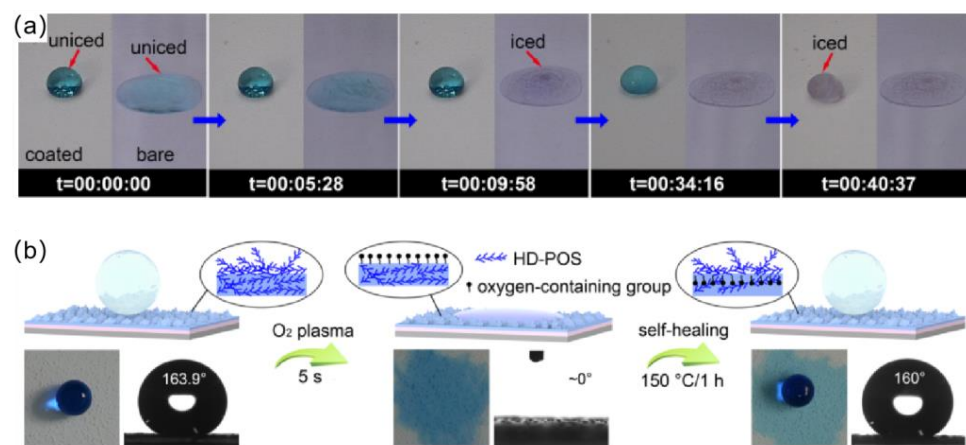 (a)
uniced
uniced
iced
iced
coated
bare
t=00:00:00
t=00:05:28
t=00:09:58
t=00:34:16
t=00:40:37
(b)
HD-POS
oxygen-containing group
O₂ plasma
5 s
self-healing
150 °C/1 h
163.9°
~0°
160°